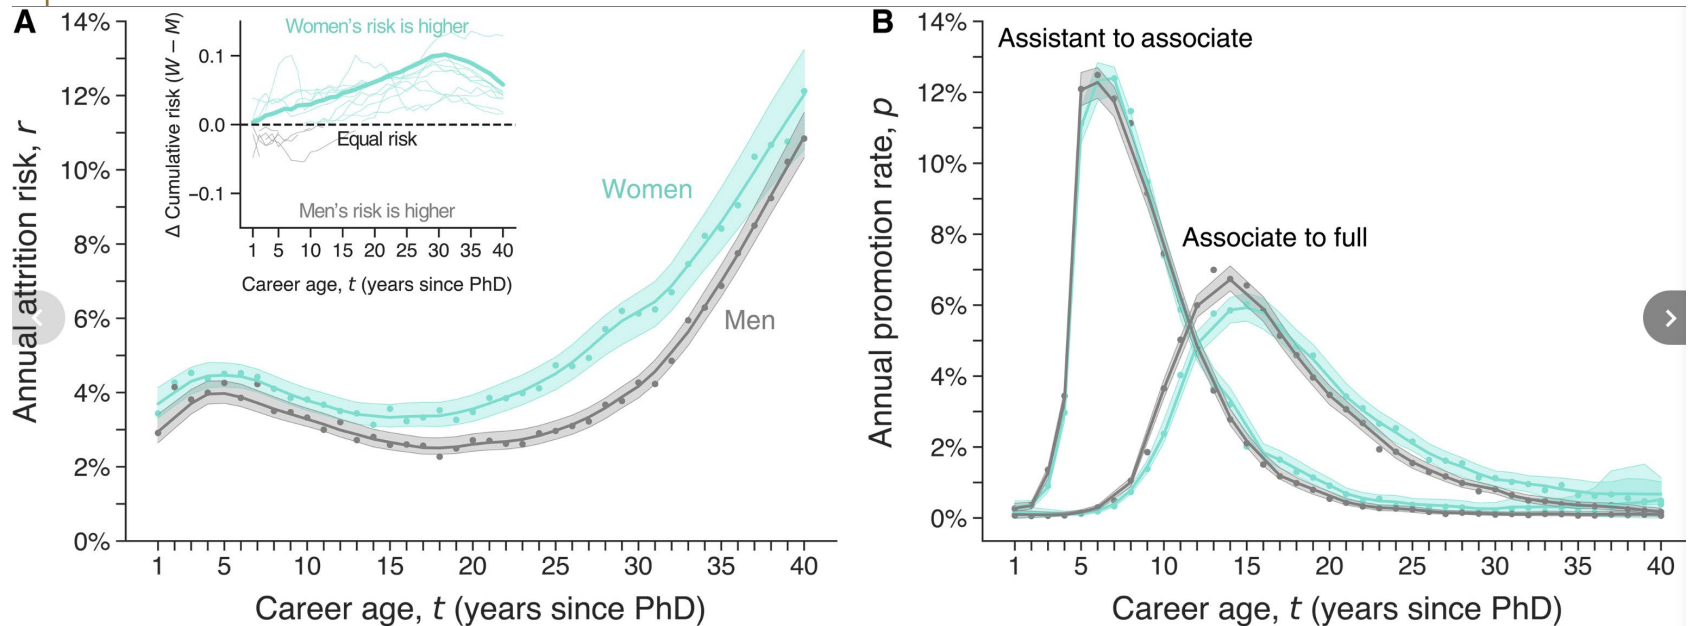 A
14%
12%
10%
8%
6%
4%
2%
0%
Annual attrition risk, r
1 5 10 15 20 25 30 35 40
Career age, t (years since PhD)
Women
Men
Δ Cumulative risk (W – M)
0.1
0.0
−0.1
Women's risk is higher
Equal risk
Men's risk is higher
1 5 10 15 20 25 30 35 40
Career age, t (years since PhD)
B
14%
12%
10%
8%
6%
4%
2%
0%
Annual promotion rate, p
Assistant to associate
Associate to full
1 5 10 15 20 25 30 35 40
Career age, t (years since PhD)